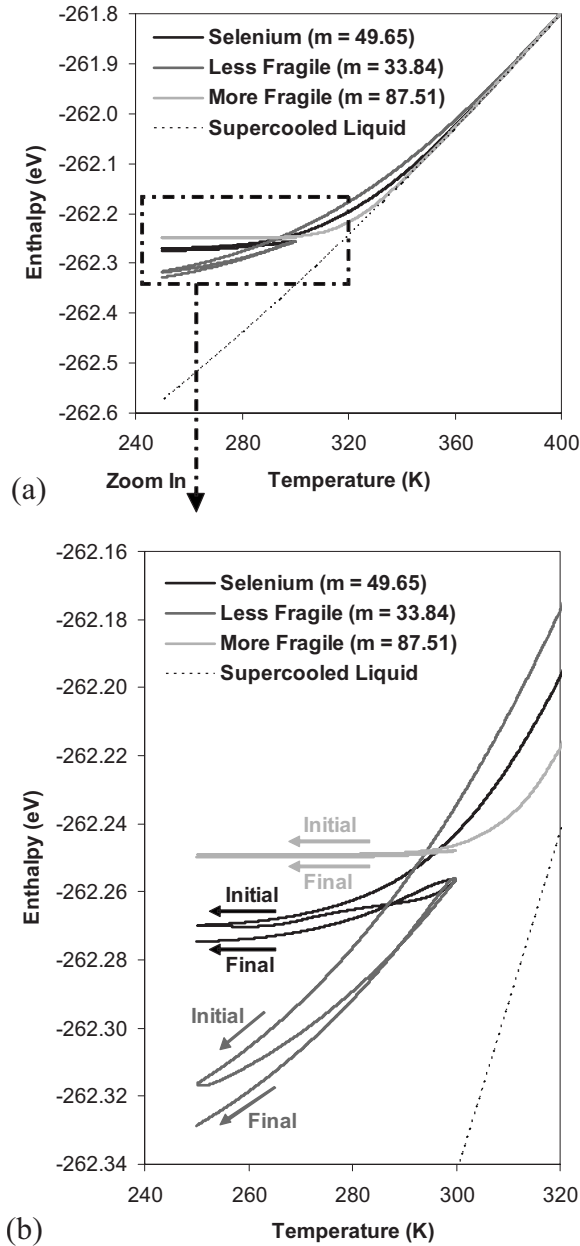 -261.8
-261.9
-262.0
-262.1
-262.2
-262.3
-262.4
-262.5
-262.6
Enthalpy (eV)
Selenium (m = 49.65)
Less Fragile (m = 33.84)
More Fragile (m = 87.51)
Supercooled Liquid
240 280 320 360 400
(a)
Zoom In
Temperature (K)
-262.16
-262.18
-262.20
-262.22
-262.24
-262.26
-262.28
-262.30
-262.32
-262.34
Enthalpy (eV)
Selenium (m = 49.65)
Less Fragile (m = 33.84)
More Fragile (m = 87.51)
Supercooled Liquid
Initial
Final
Initial
Final
Initial
Final
240 260 280 300 320
(b)
Temperature (K)